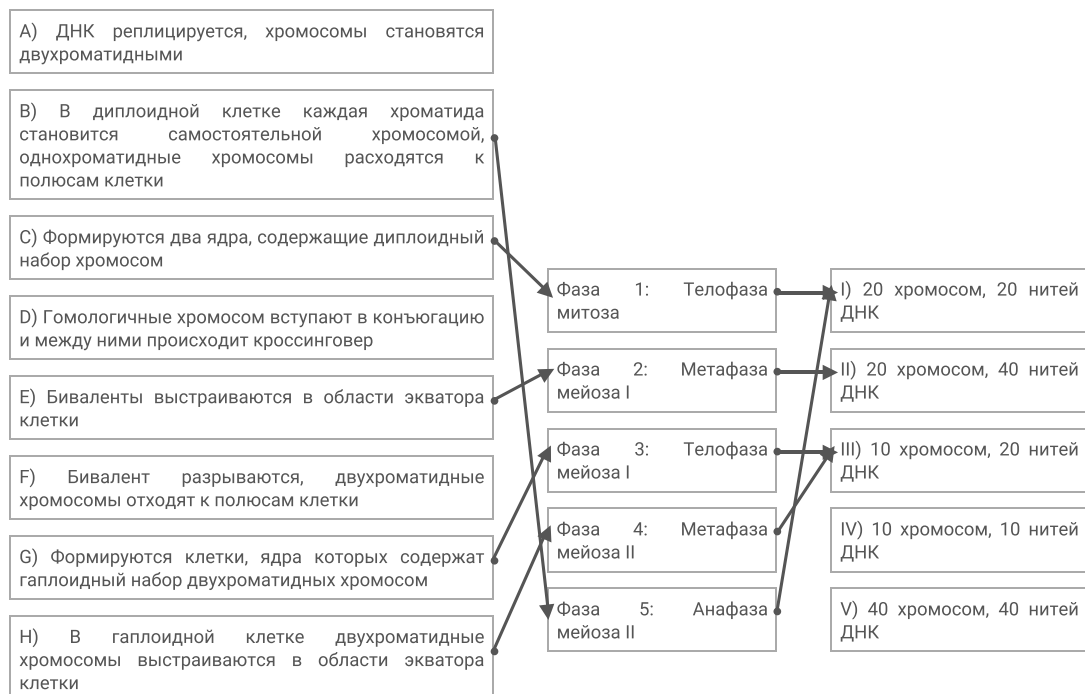 A) ДНК реплицируется, хромосомы становятся
двухроматидными
B) В диплоидной клетке каждая хроматида
становится самостоятельной хромосомой,
однохроматидные хромосомы расходятся к
полюсам клетки
C) Формируются два ядра, содержащие диплоидный
набор хромосом
D) Гомологичные хромосом вступают в конъюгацию
и между ними происходит кроссинговер
E) Биваленты выстраиваются в области экватора
клетки
F) Бивалент разрываются, двухроматидные
хромосомы отходят к полюсам клетки
G) Формируются клетки, ядра которых содержат
гаплоидный набор двухроматидных хромосом
H) В гаплоидной клетке двухроматидные
хромосомы выстраиваются в области экватора
клетки
Фаза 1: Телофаза
митоза
Фаза 2: Метафаза
мейоза I
Фаза 3: Телофаза
мейоза I
Фаза 4: Метафаза
мейоза II
Фаза 5: Анафаза
мейоза II
I) 20 хромосом, 20 нитей
ДНК
II) 20 хромосом, 40 нитей
ДНК
III) 10 хромосом, 20 нитей
ДНК
IV) 10 хромосом, 10 нитей
ДНК
V) 40 хромосом, 40 нитей
ДНК